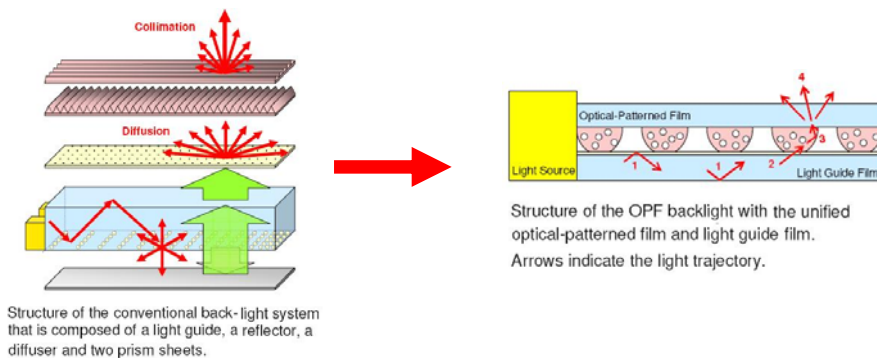 Collimation
Diffusion
Structure of the conventional back-light system
that is composed of a light guide, a reflector, a
diffuser and two prism sheets.
4
Optical-Patterned Film
3
Light Source
1
1
2
Light Guide Film
Structure of the OPF backlight with the unified
optical-patterned film and light guide film.
Arrows indicate the light trajectory.